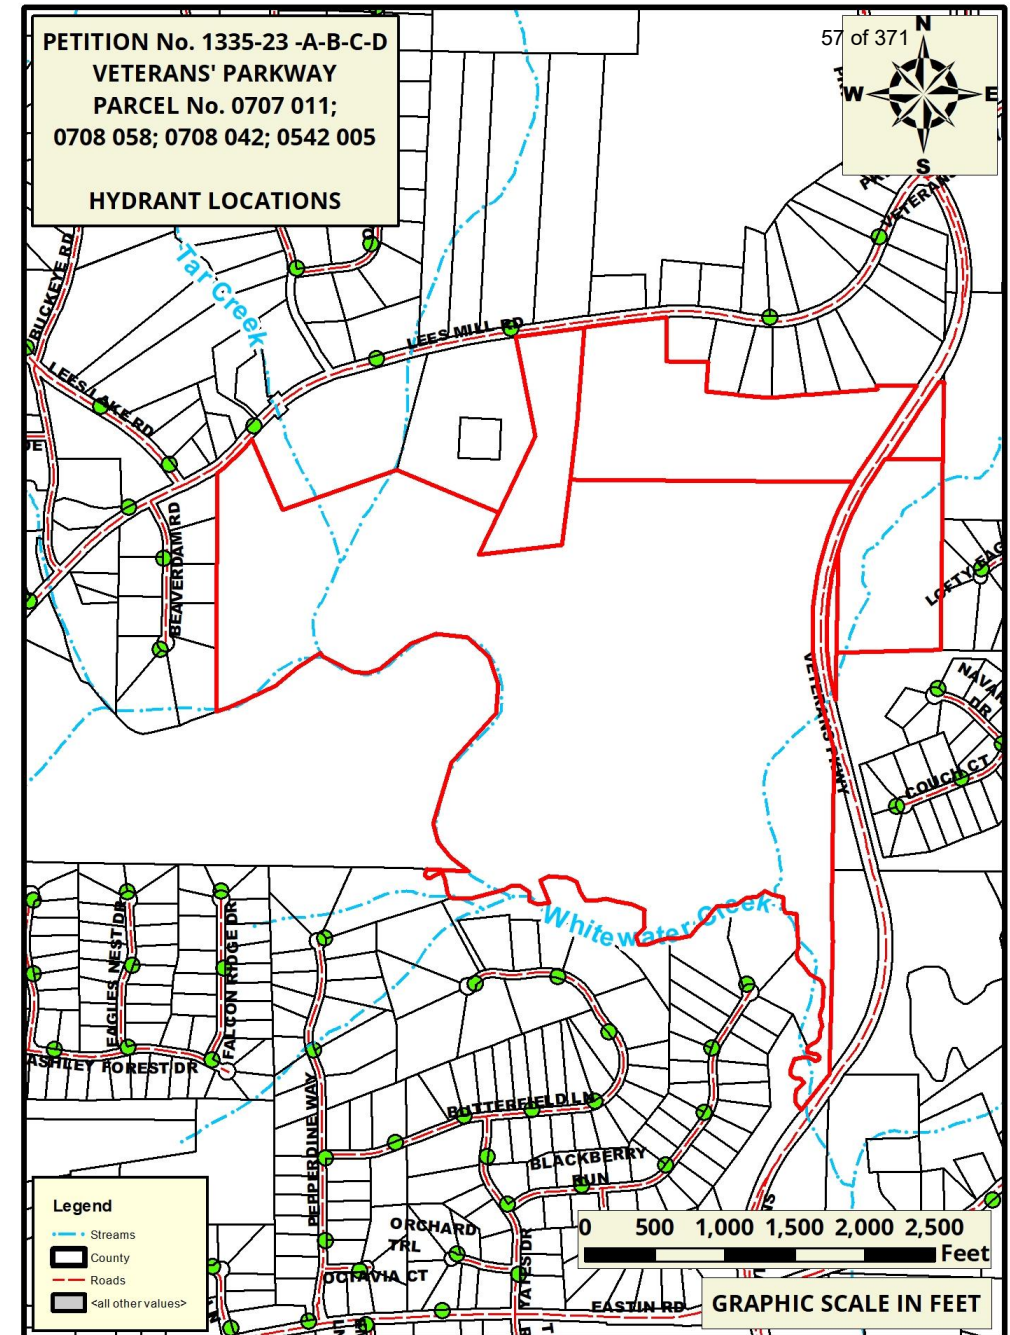 PETITION No. 1335-23 -A-B-C-D
VETERANS' PARKWAY
PARCEL No. 0707 011;
0708 058; 0708 042; 0542 005
HYDRANT LOCATIONS
57 of 371
N
W
E
S
VETERANS
BUCKEYE RD
Tar Creek
LEES MILL RD
LEES LAKE RD
BEAVERDAM RD
LOFTY EAG
NAVA
DR
VETERANS PKWY
COUCH CT
Whitewater Creek
EAGLES NEST DR
FALCON RIDGE DR
ASHLEY FOREST DR
PEPPERDINE WAY
BUTTERFIELD LN
BLACKBERRY
RUN
ORCHARD
TRL
OCTAVIA CT
YATES DR
EASTIN RD
Legend
Streams
County
Roads
<all other values>
0 500 1,000 1,500 2,000 2,500
Feet
GRAPHIC SCALE IN FEET